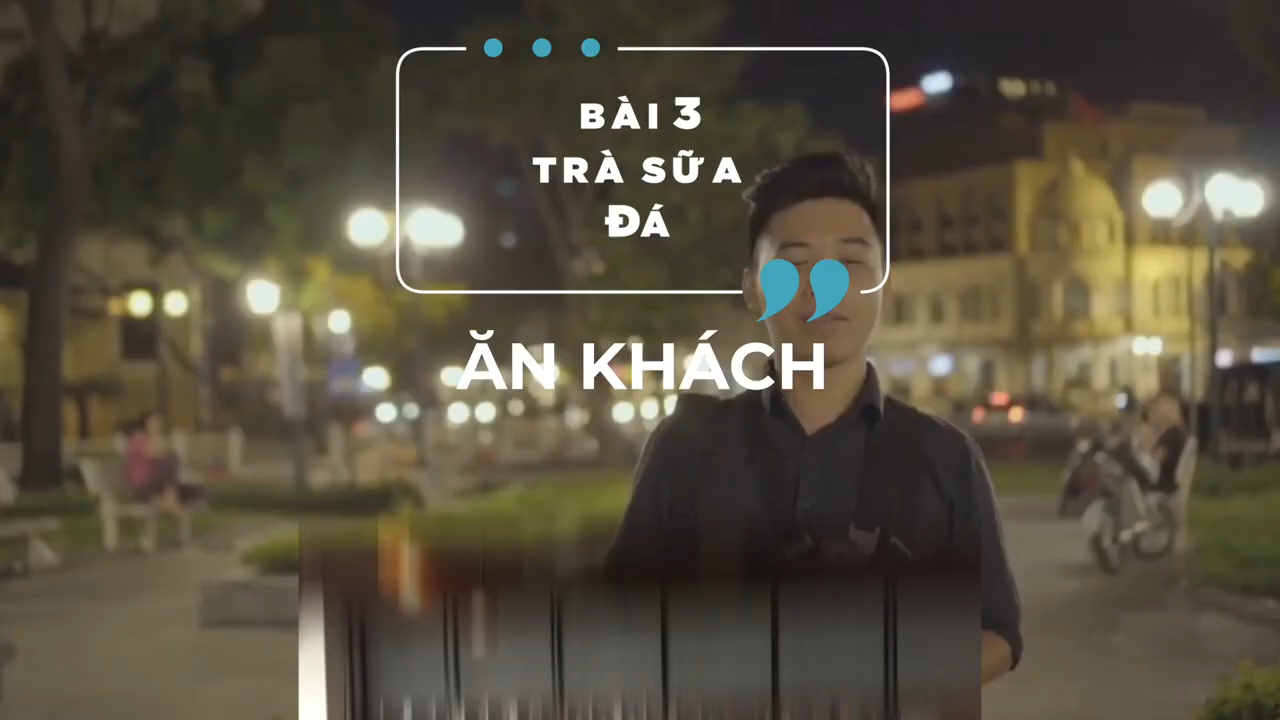 BÀI 3
TRÀ SỮA
ĐÁ
ĂN KHÁCH